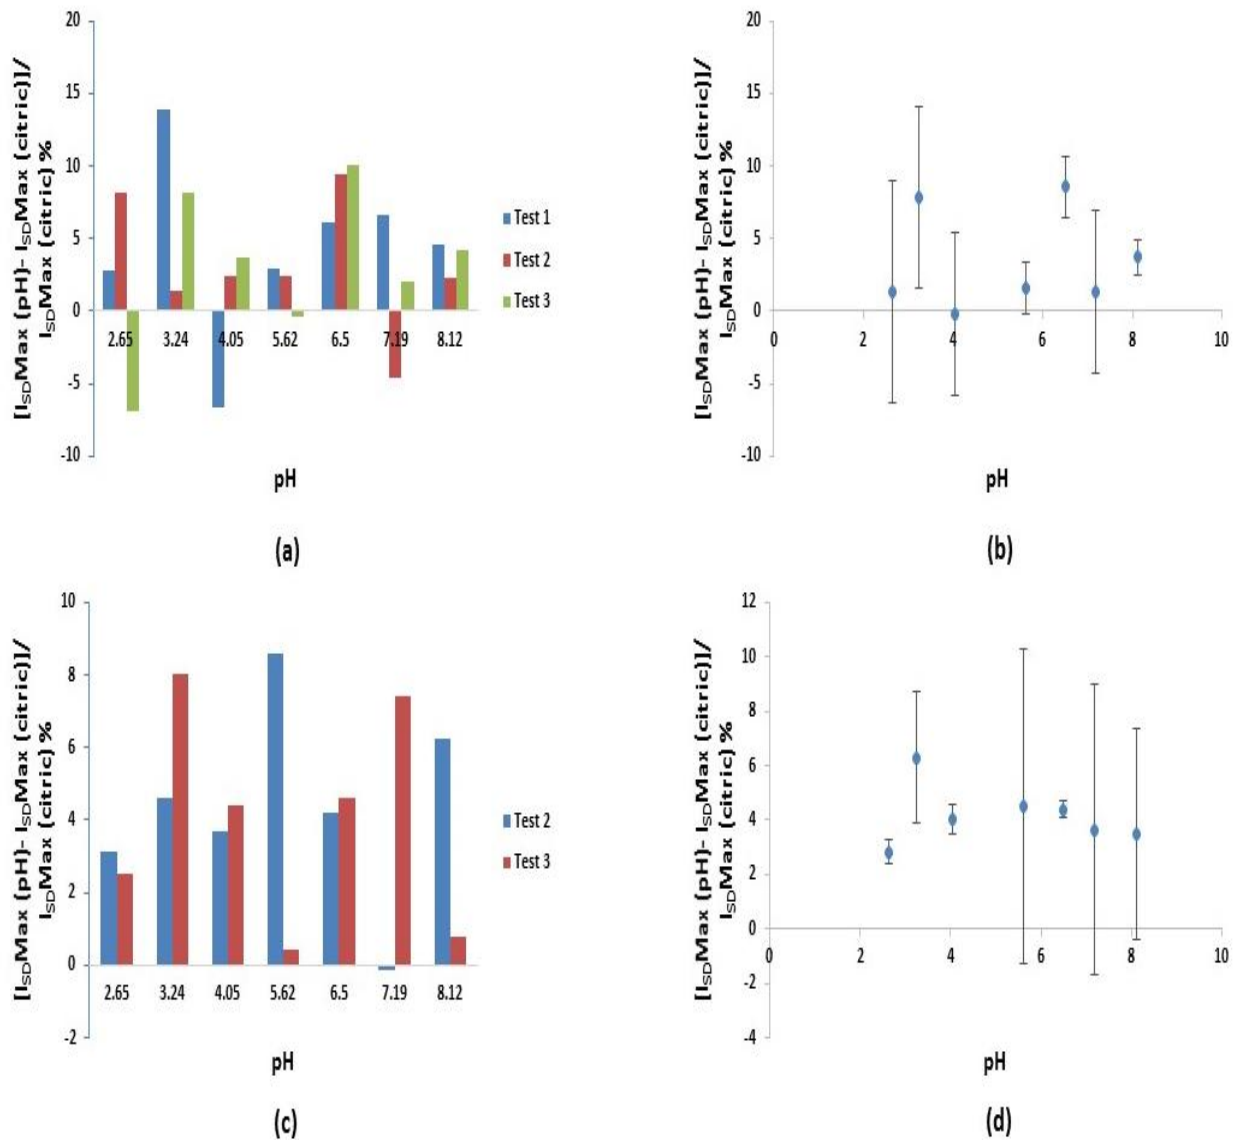 [ISDMax (pH)- ISDMax (citric)]/
ISDMax (citric) %
20
15
10
5
0
-5
-10
2.65 3.24 4.05 5.62 6.5 7.19 8.12
Test 1
Test 2
Test 3
pH
(a)
[ISDMax (pH)- ISDMax (citric)]/
ISDMax (citric) %
20
15
10
5
0
-5
-10
0 2 4 6 8 10
pH
(b)
[ISDMax (pH)- ISDMax (citric)]/
ISDMax (citric) %
10
8
6
4
2
0
-2
2.65 3.24 4.05 5.62 6.5 7.19 8.12
Test 2
Test 3
pH
(c)
[ISDMax (pH)- ISDMax (citric)]/
ISDMax (citric) %
12
10
8
6
4
2
0
-2
-4
0 2 4 6 8 10
pH
(d)